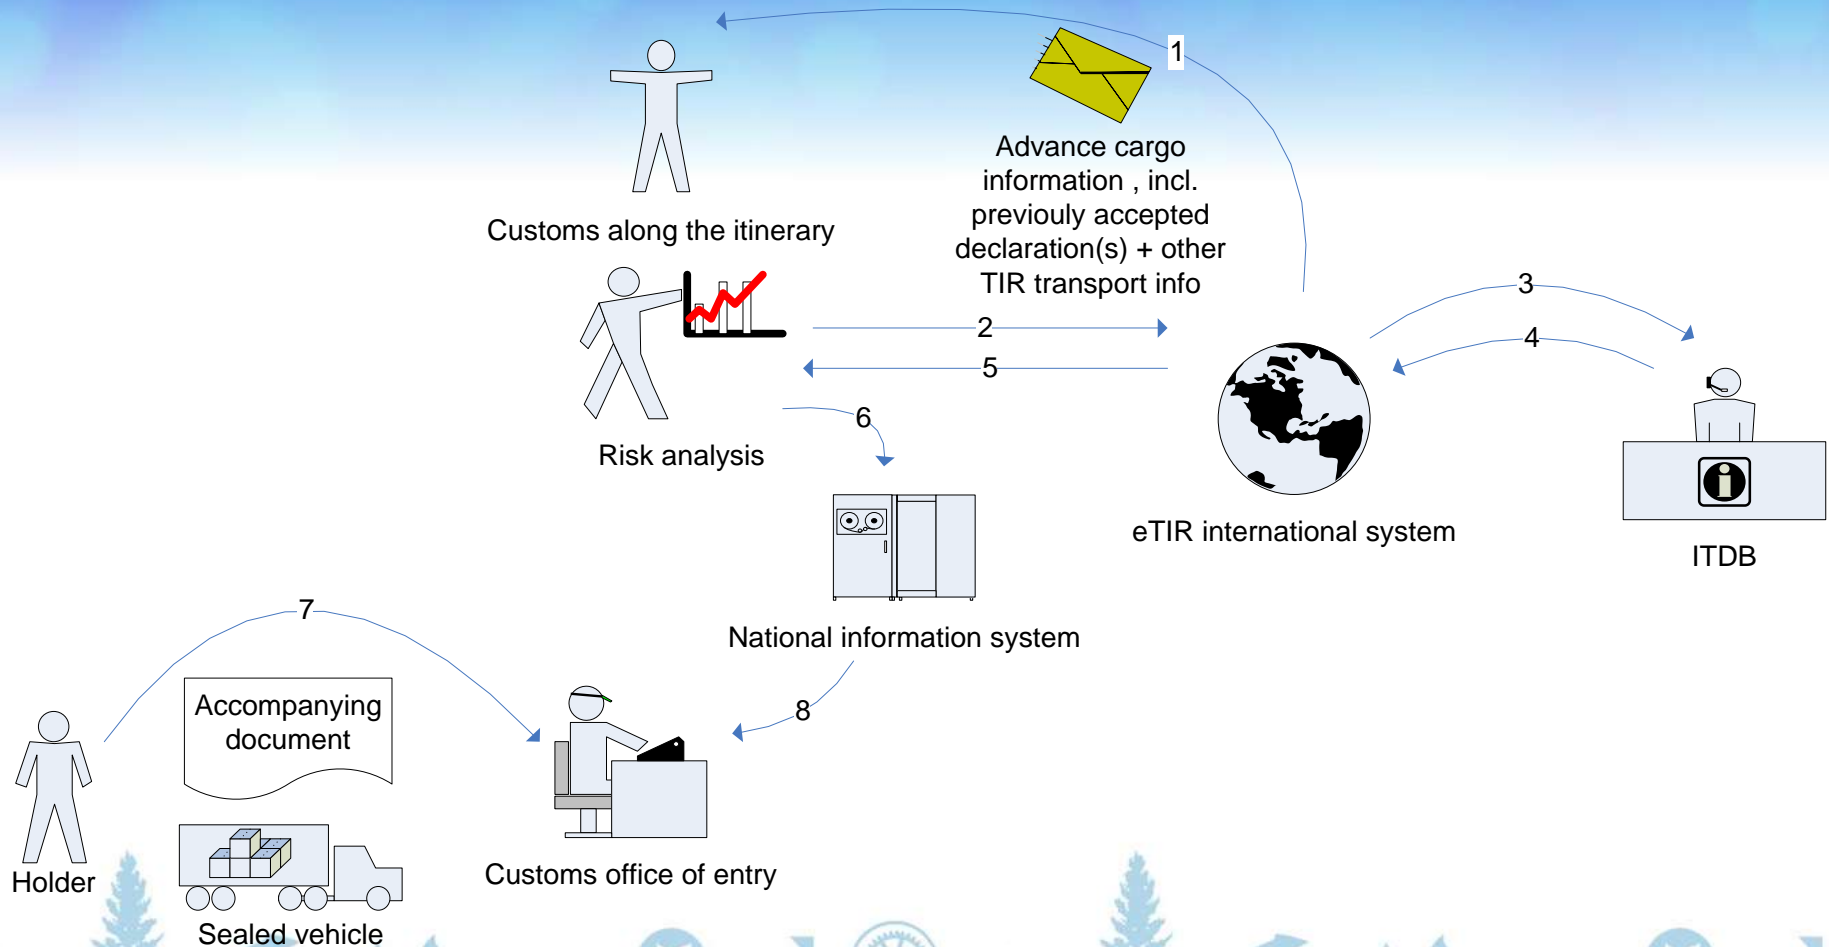 1
Advance cargo
information , incl.
previouly accepted
declaration(s) + other
TIR transport info
Customs along the itinerary
2
3
4
5
6
Risk analysis
eTIR international system
ITDB
National information system
7
8
Accompanying
document
Holder
Customs office of entry
Sealed vehicle